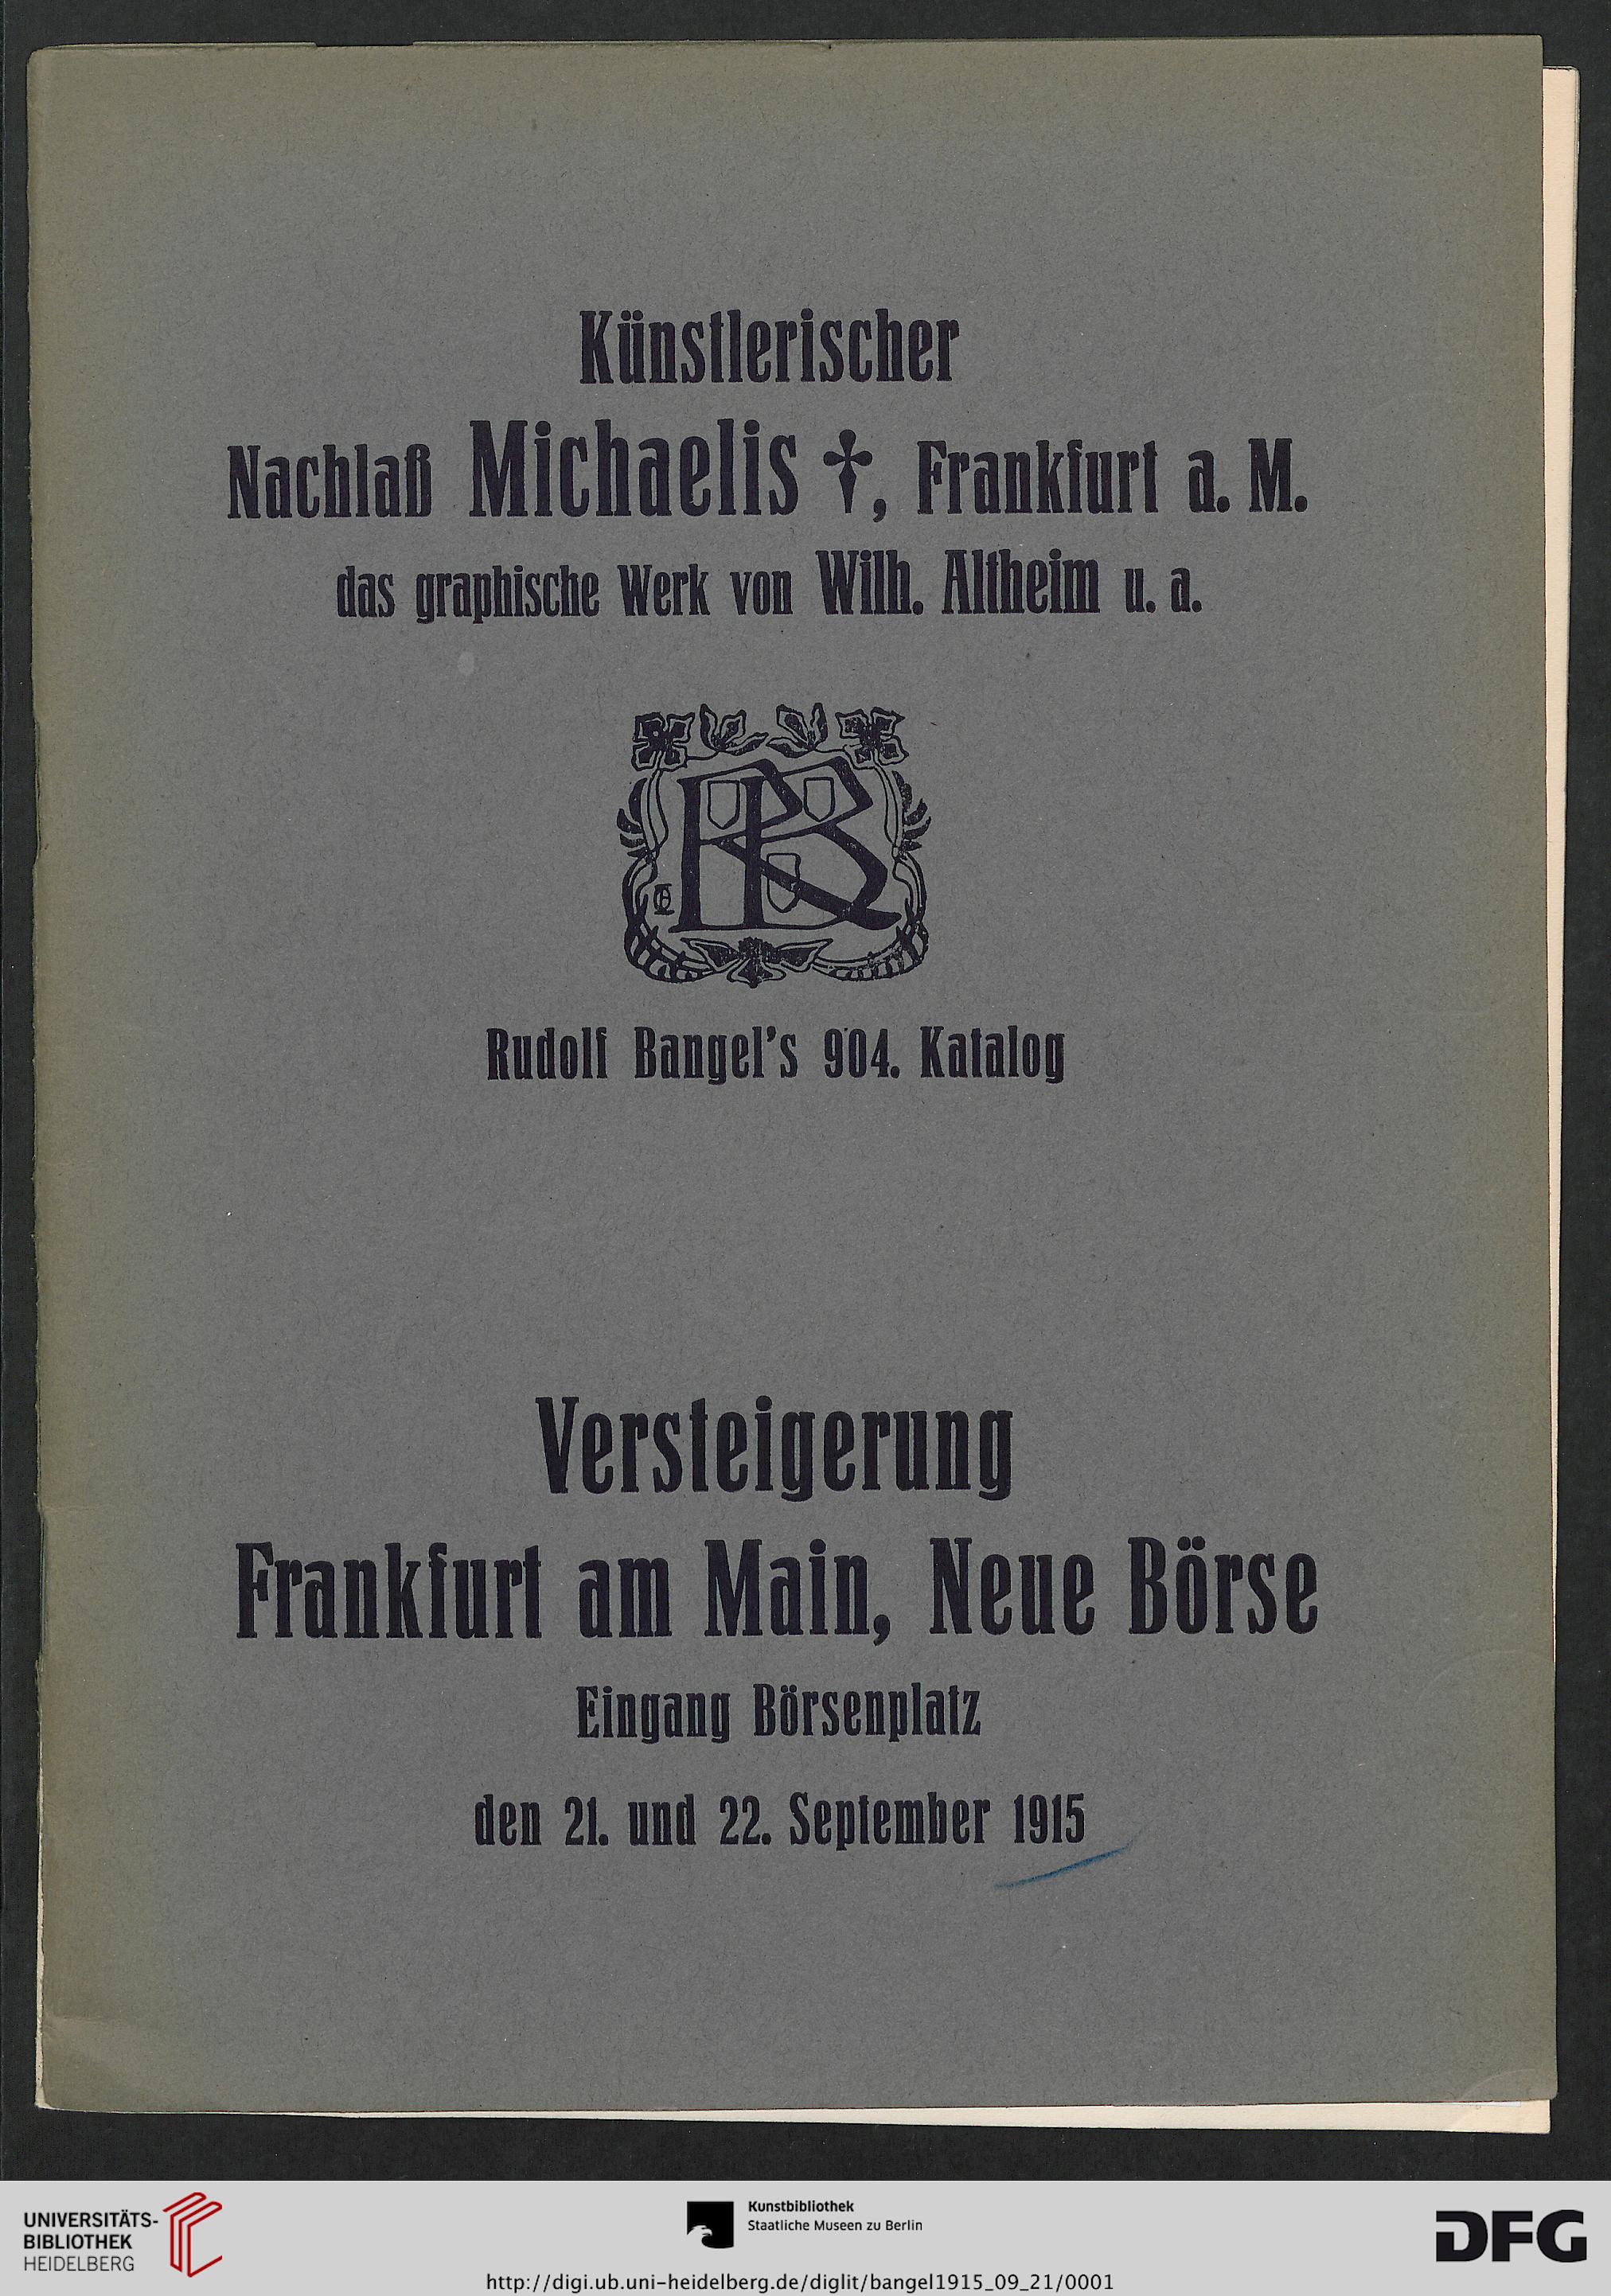 Künstlerischer
Nachlaß Michaelis †, Frankfurt a. M.
das graphische Werk von Wilh. Altheim u. a.
RB
Rudolf Bangel's 904. Katalog
Versteigerung
Frankfurt am Main, Neue Börse
Eingang Börsenplatz
den 21. und 22. September 1915
UNIVERSITÄTS-
BIBLIOTHEK
HEIDELBERG
Kunstbibliothek
Staatliche Museen zu Berlin
DFG
http://digi.ub.uni-heidelberg.de/diglit/bangel1915_09_21/0001